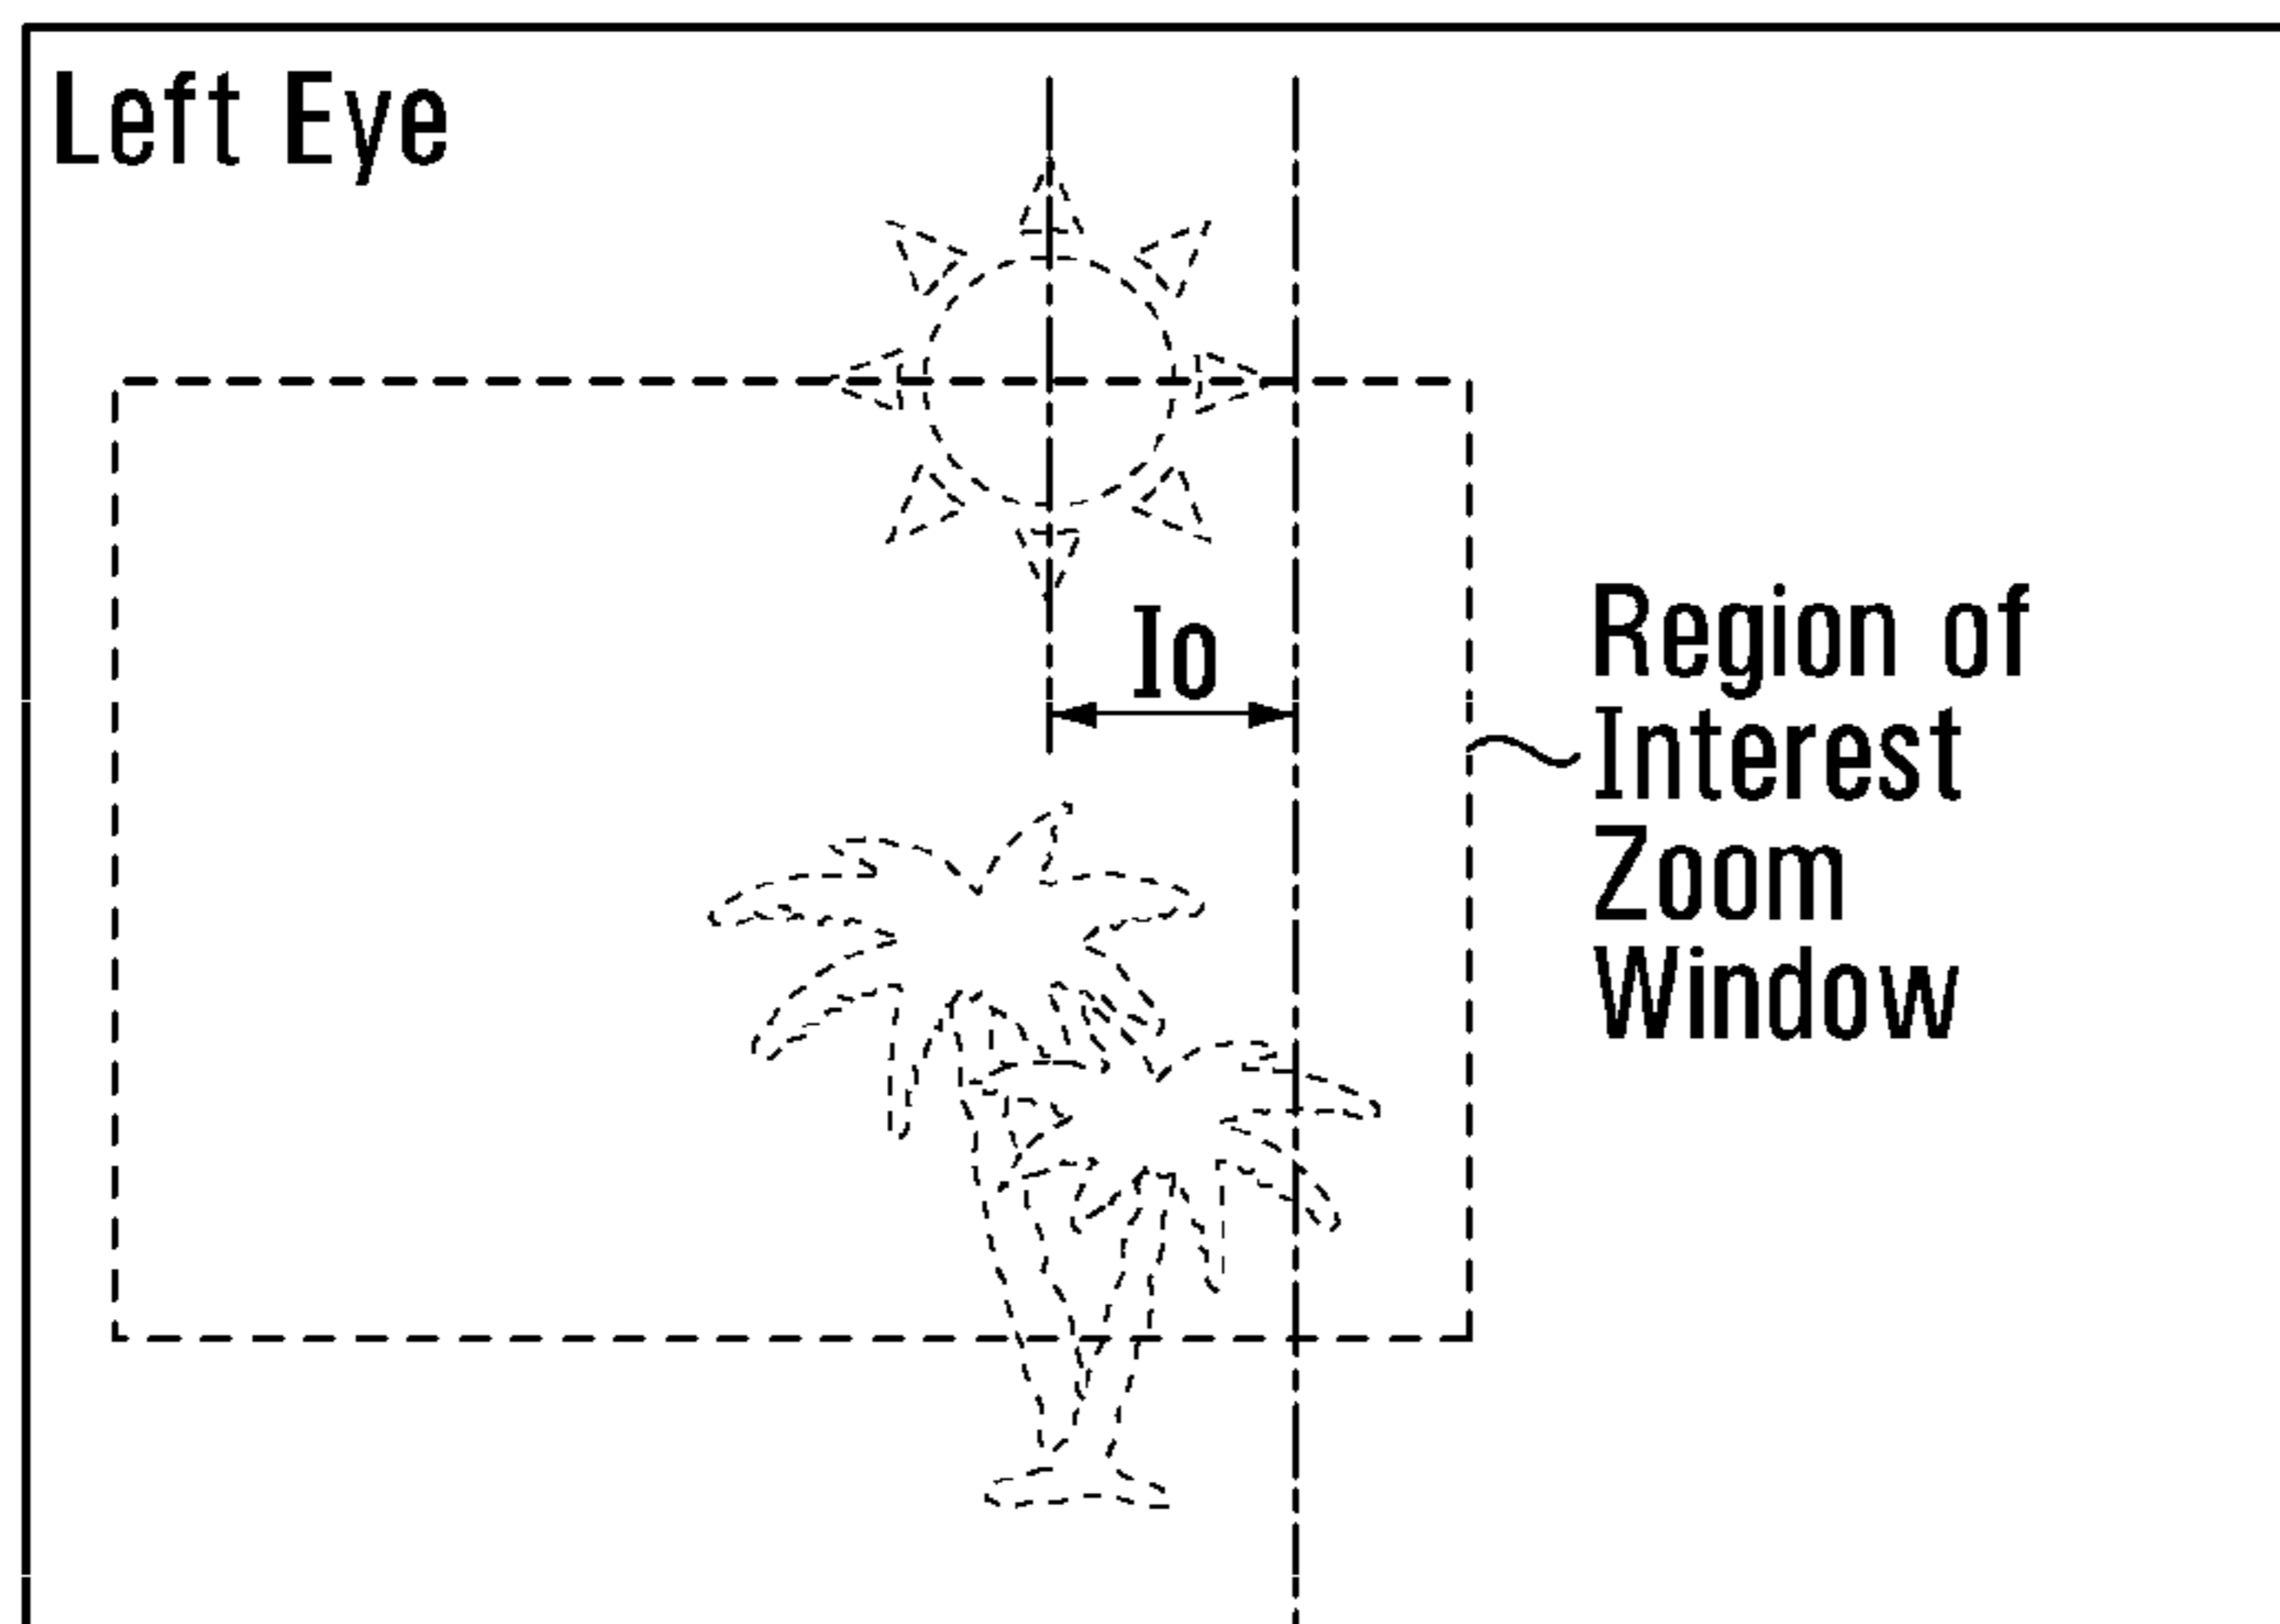 Left Eye
Io
Region of
Interest
Zoom
Window